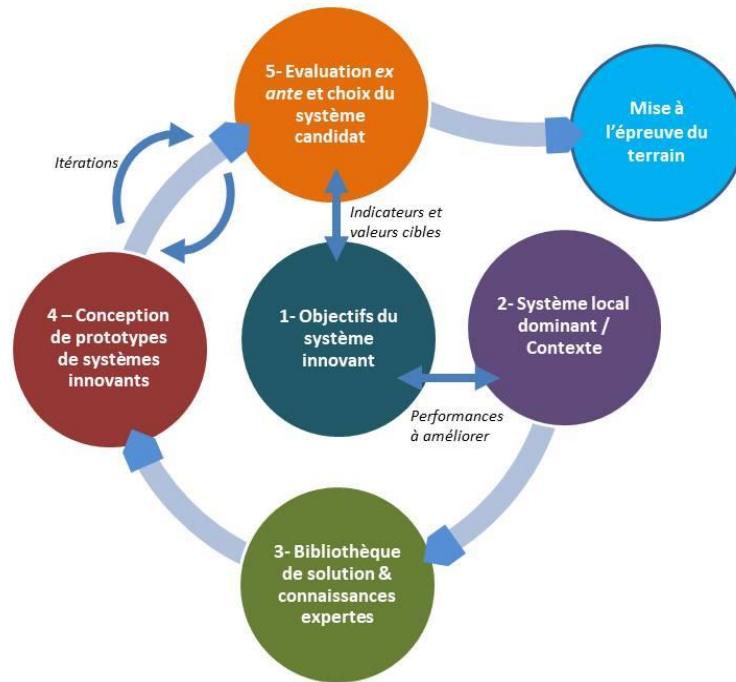 5- Evaluation ex
ante et choix du
système
candidat
Mise à
l'épreuve du
terrain
Itérations
Indicateurs et
valeurs cibles
4 – Conception
de prototypes
de systèmes
innovants
1- Objectifs du
système
innovant
2- Système local
dominant /
Contexte
Performances
à améliorer
3- Bibliothèque
de solution &
connaissances
expertes